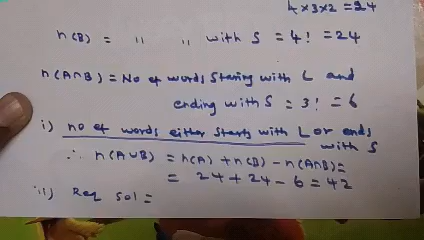 4 × 3 × 2 = 24
n(B) = " " with S = 4! = 24
n(A∩B) = No of words Staring with L and
ending with S = 3! = 6
i) no of words either starts with L or ends
with S
∴ n(A∪B) = n(A) + n(B) - n(A∩B) =
= 24 + 24 - 6 = 42
ii) Req sol =